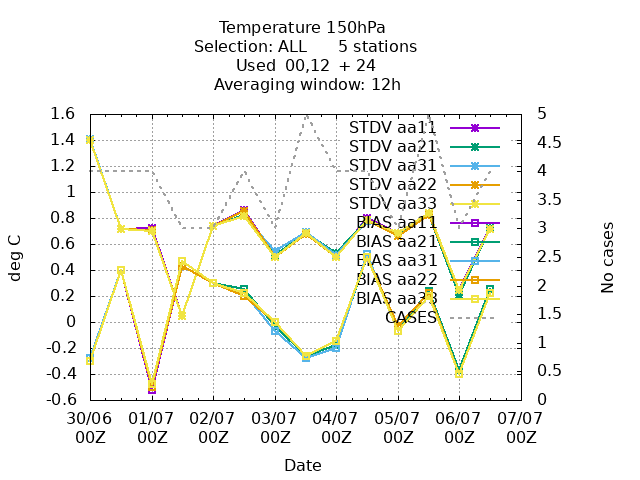 Temperature 150hPa
Selection: ALL      5 stations
Used  00,12  + 24
Averaging window: 12h
1.6
1.4
1.2
1
0.8
0.6
0.4
0.2
0
-0.2
-0.4
-0.6
deg C
5
4.5
4
3.5
3
2.5
2
1.5
1
0.5
0
No cases
STDV aa11
STDV aa21
STDV aa31
STDV aa22
STDV aa33
BIAS aa11
BIAS aa21
BIAS aa31
BIAS aa22
BIAS aa33
CASES
30/06 01/07 02/07 03/07 04/07 05/07 06/07 07/07
00Z 00Z 00Z 00Z 00Z 00Z 00Z 00Z
Date